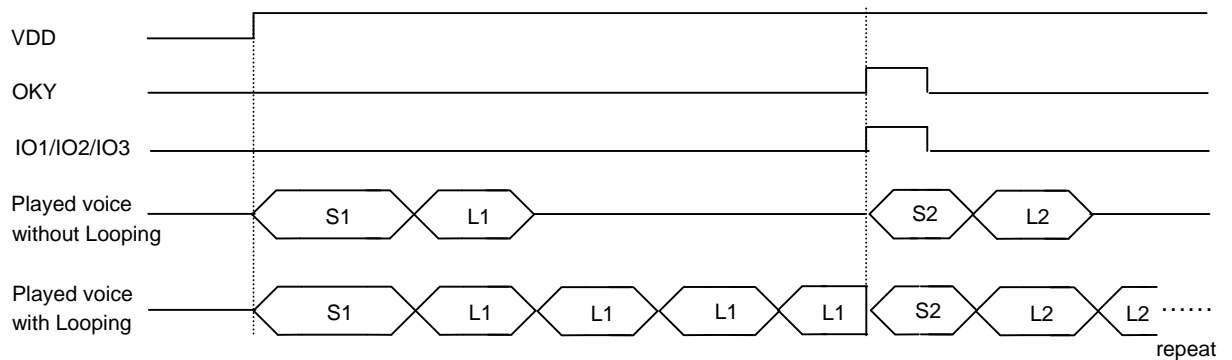 VDD
OKY
IO1/IO2/IO3
Played voice
without Looping
S1 L1 S2 L2
Played voice
with Looping
S1 L1 L1 L1 L1 S2 L2 L2 ......
repeat